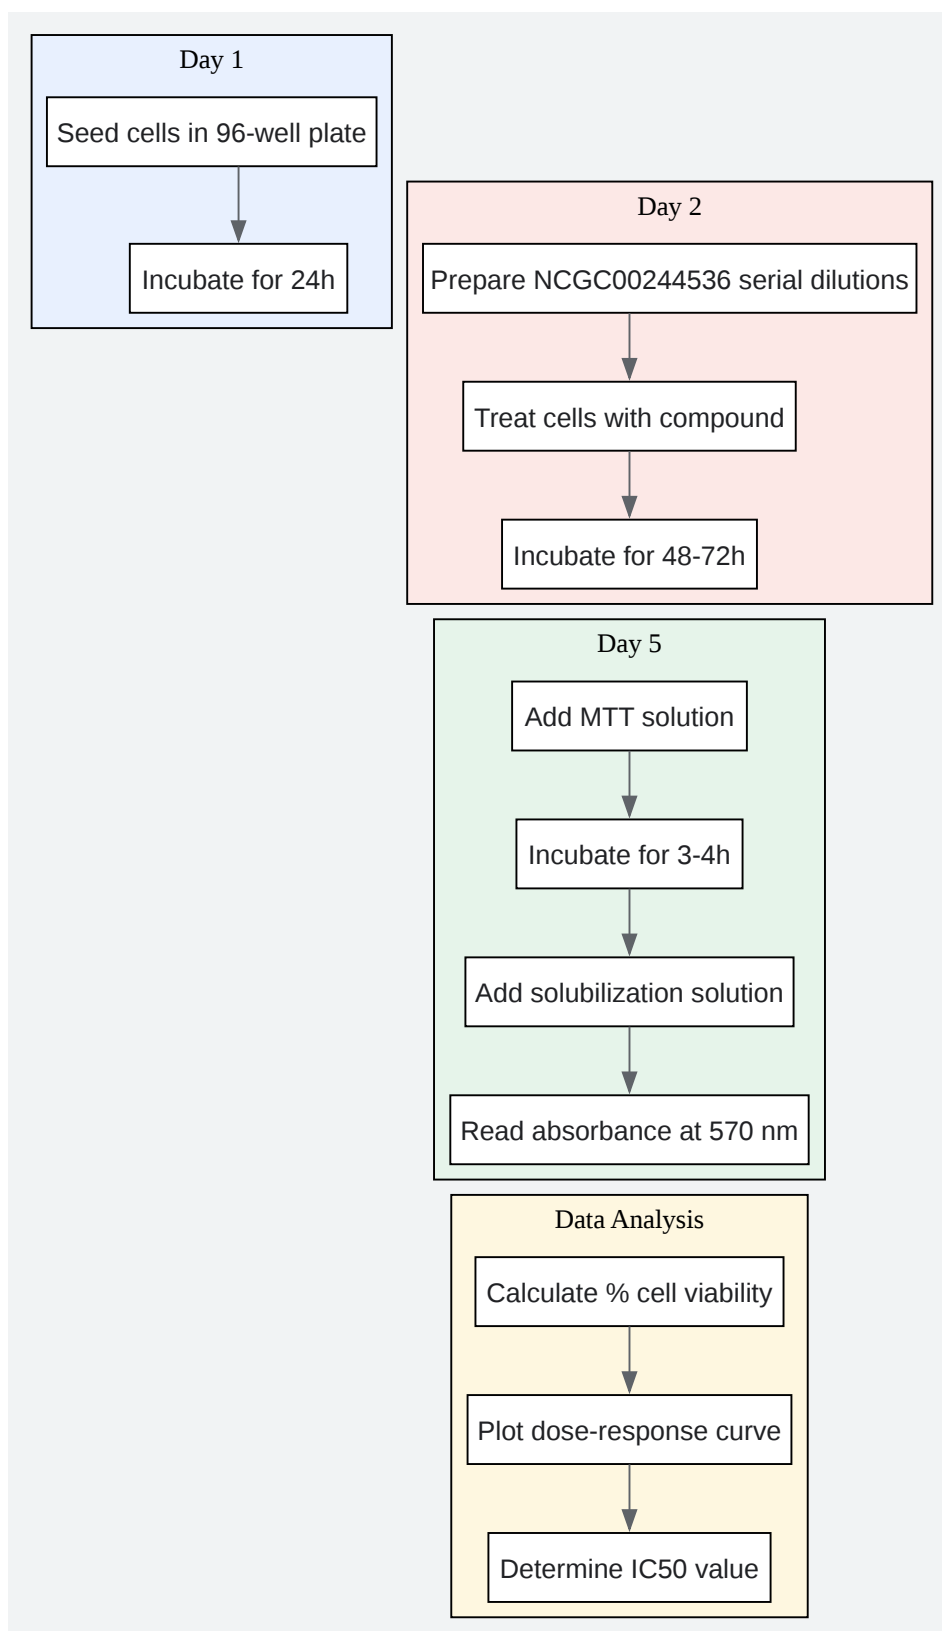 Day 1
Seed cells in 96-well plate
Incubate for 24h
Day 2
Prepare NCGC00244536 serial dilutions
Treat cells with compound
Incubate for 48-72h
Day 5
Add MTT solution
Incubate for 3-4h
Add solubilization solution
Read absorbance at 570 nm
Data Analysis
Calculate % cell viability
Plot dose-response curve
Determine IC50 value